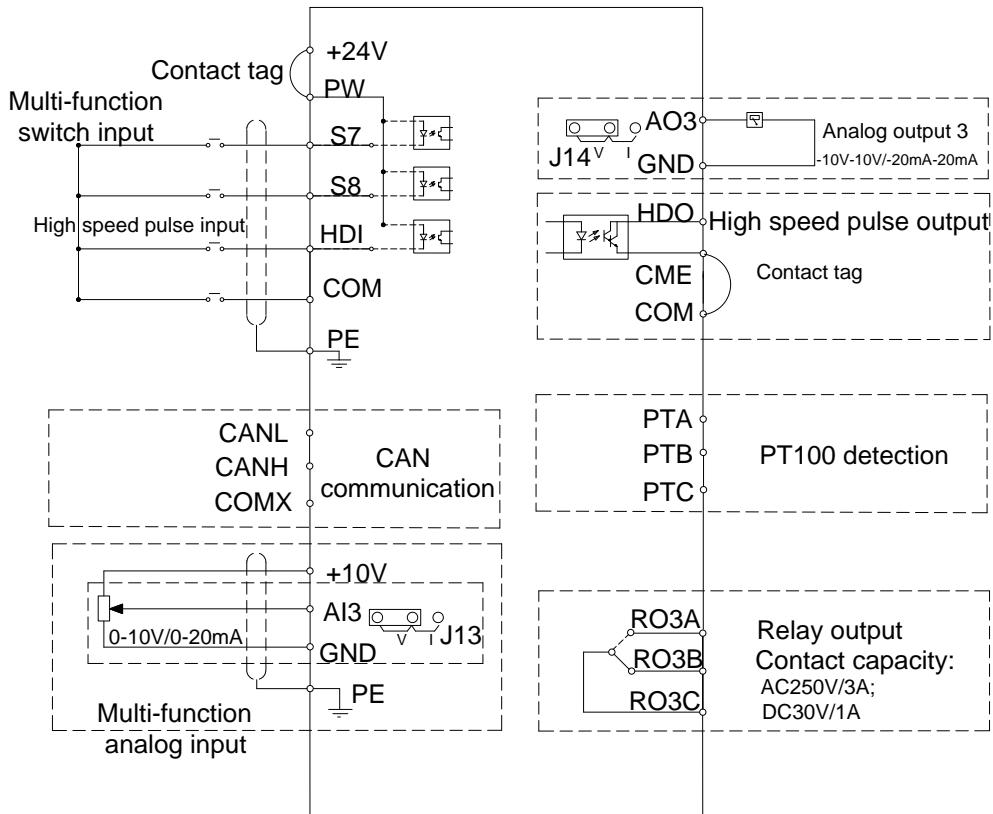 +24V
Contact tag
PW
Multi-function
switch input
S7
S8
High speed pulse input
HDI
COM
PE
CANL
CANH
COMX
CAN
communication
+10V
AI3
V
I
J13
0-10V/0-20mA
GND
PE
Multi-function
analog input
AO3
J14
V
I
GND
Analog output 3
-10V-10V/-20mA-20mA
HDO
High speed pulse output
CME
Contact tag
COM
PTA
PTB
PTC
PT100 detection
RO3A
RO3B
RO3C
Relay output
Contact capacity:
AC250V/3A;
DC30V/1A